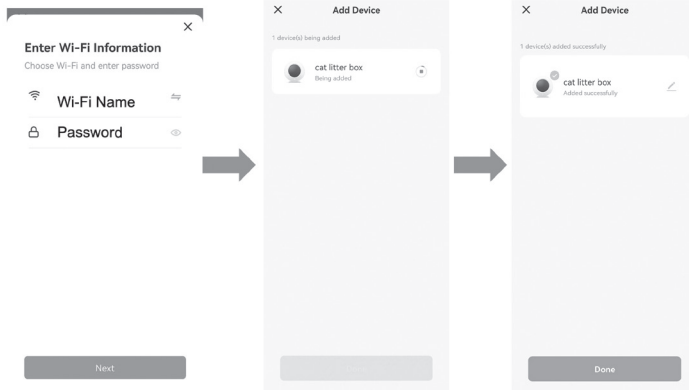 Enter Wi-Fi Information
Choose Wi-Fi and enter password
Wi-Fi Name
Password
Next
Add Device
1 device(s) being added
cat litter box
Being added
Add Device
1 device(s) added successfully
cat litter box
Added successfully
Done